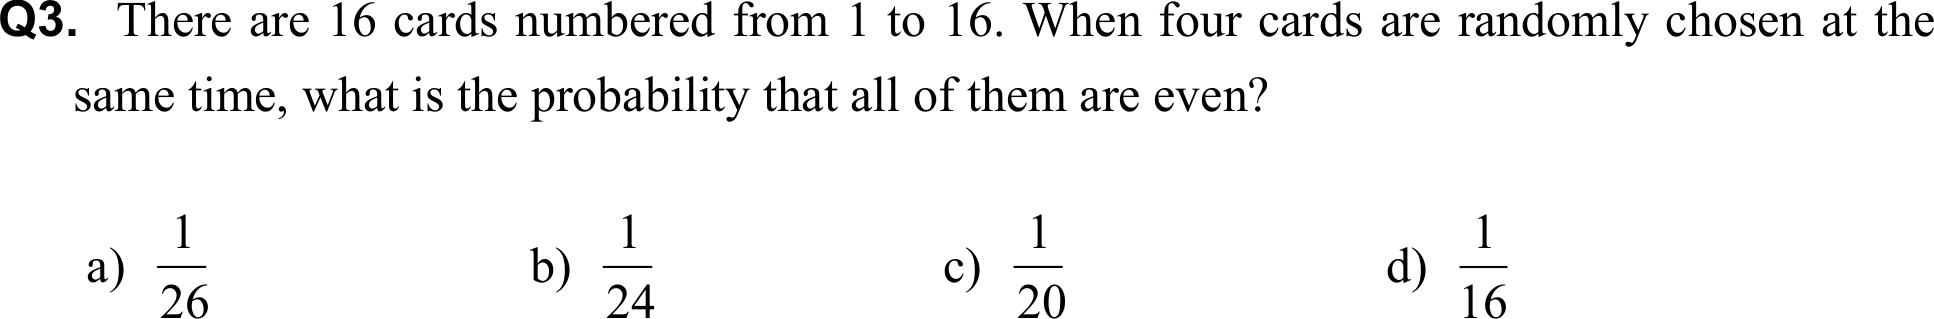 Q3. There are 16 cards numbered from 1 to 16. When four cards are randomly chosen at the
same time, what is the probability that all of them are even?
a) 1/26 b) 1/24 c) 1/20 d) 1/16